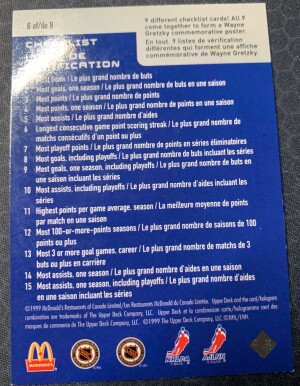 6 of/de 9
9 different checklist cards! All 9
come together to form a Wayne
Gretzky commemorative poster.
En tout, 9 listes de vérification
différentes qui forment une affiche
commémorative de Wayne Gretzky.
CHECKLIST
DE
VÉRIFICATION
Most goals / Le plus grand nombre de buts
Most goals, one season / Le plus grand nombre de buts en une saison
3 Most points / Le plus grand nombre de points
4 Most points, one season / Le plus grand nombre de points en une saison
5 Most assists / Le plus grand nombre d'aides
6 Longest consecutive game point scoring streak / Le plus grand nombre de
matchs consécutifs d'un point ou plus
7 Most playoff points / Le plus grand nombre de points en séries éliminatoires
8 Most goals, including playoffs / Le plus grand nombre de buts incluant les séries
9 Most goals, one season, including playoffs / Le plus grand nombre de buts en
une saison incluant les séries
10 Most assists, including playoffs / Le plus grand nombre d'aides incluant les
séries
11 Highest points per game average, season / La meilleure moyenne de points
par match en une saison
12 Most 100-or-more-points seasons / Le plus grand nombre de saisons de 100
points ou plus
13 Most 3 or more goal games, career / Le plus grand nombre de matchs de 3
buts ou plus en carrière
14 Most assists, one season / Le plus grand nombre d'aides en une saison
15 Most assists, one season, including playoffs / Le plus grand nombre d'aides
en une saison incluant les séries
©1999 McDonald's Restaurants of Canada Limited/Les Restaurants McDonald du Canada Limitée. Upper Deck and the card/hologram
combination are trademarks of The Upper Deck Company, LLC. Upper Deck et la combinaison carte/hologramme sont des
marques de commerce de The Upper Deck Company, LLC. ©1999 The Upper Deck Company, LLC. ©NHL/LNH.
McDonald's
NHLPA
AJLNH